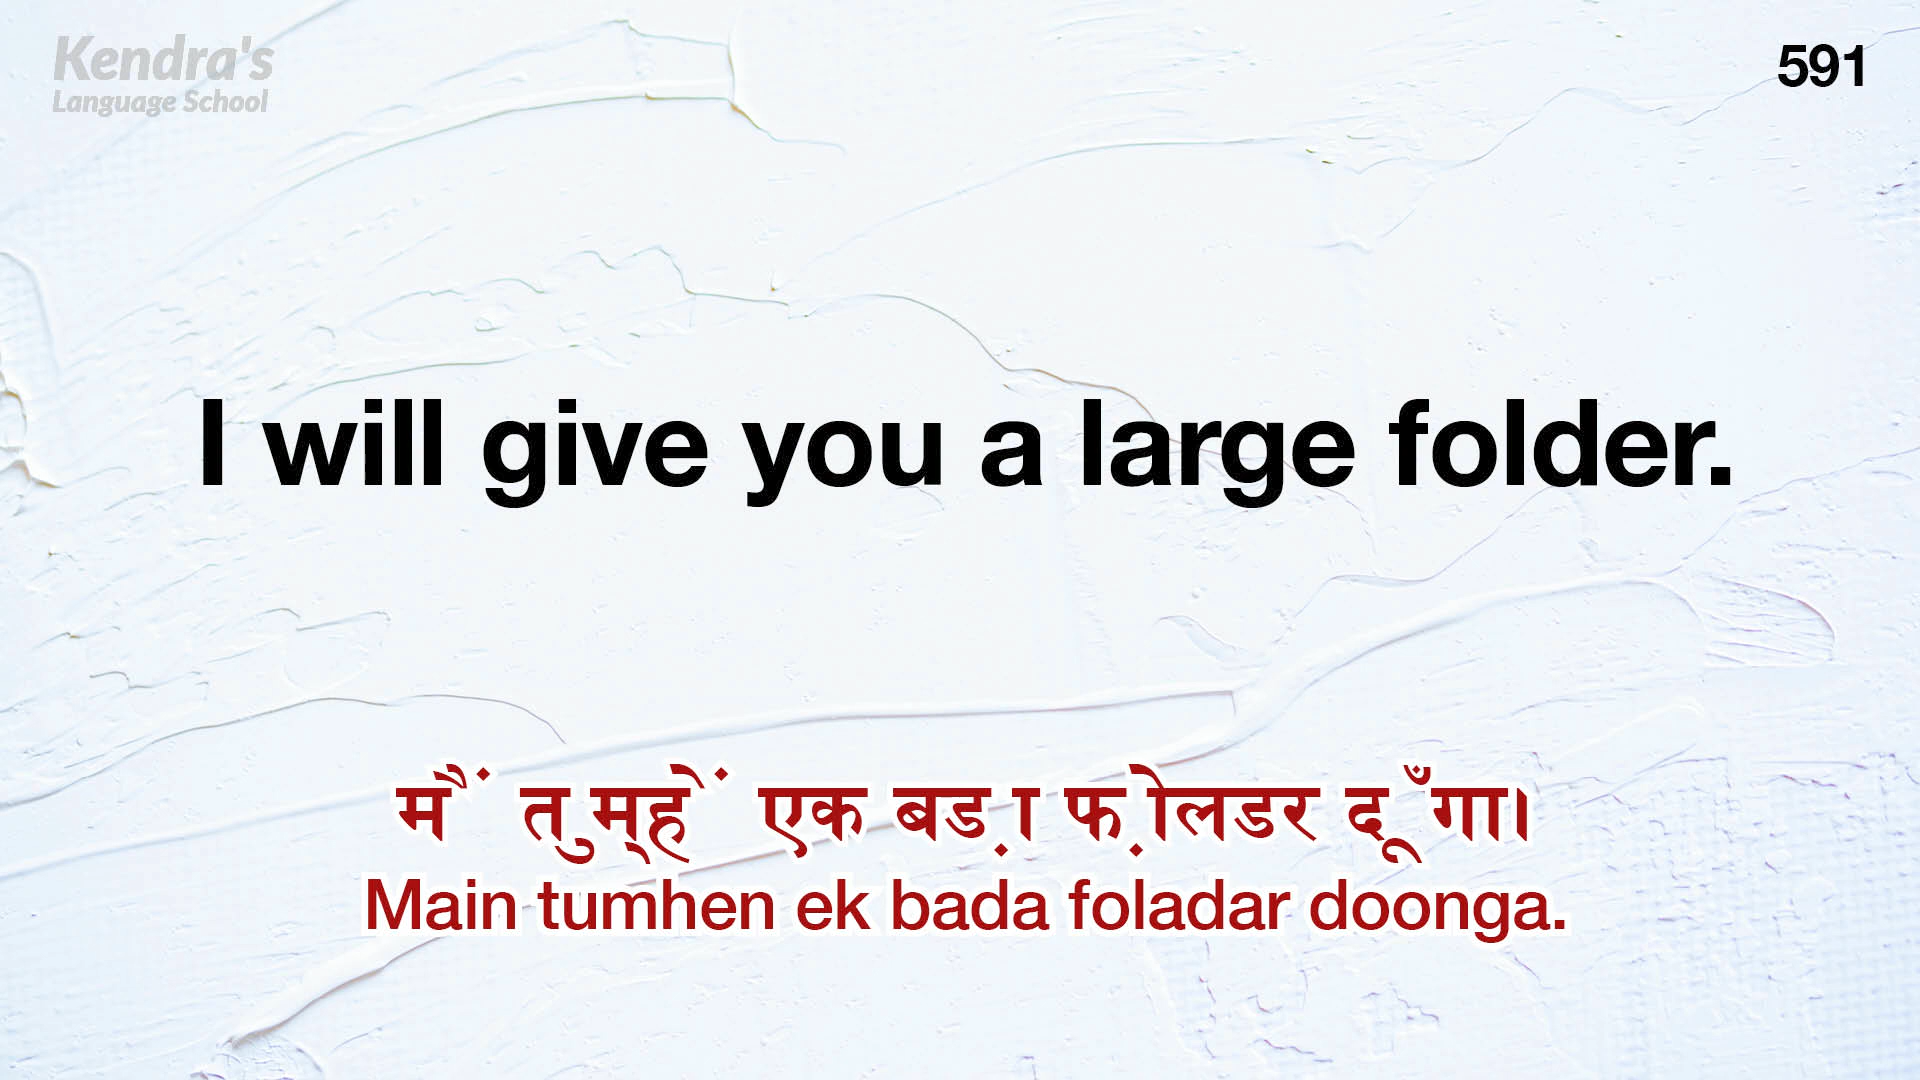 Kendra's
Language School
591
I will give you a large folder.
मैं तुम्हें एक बड़ा फ़ोलडर दूँगा।
Main tumhen ek bada foladar doonga.